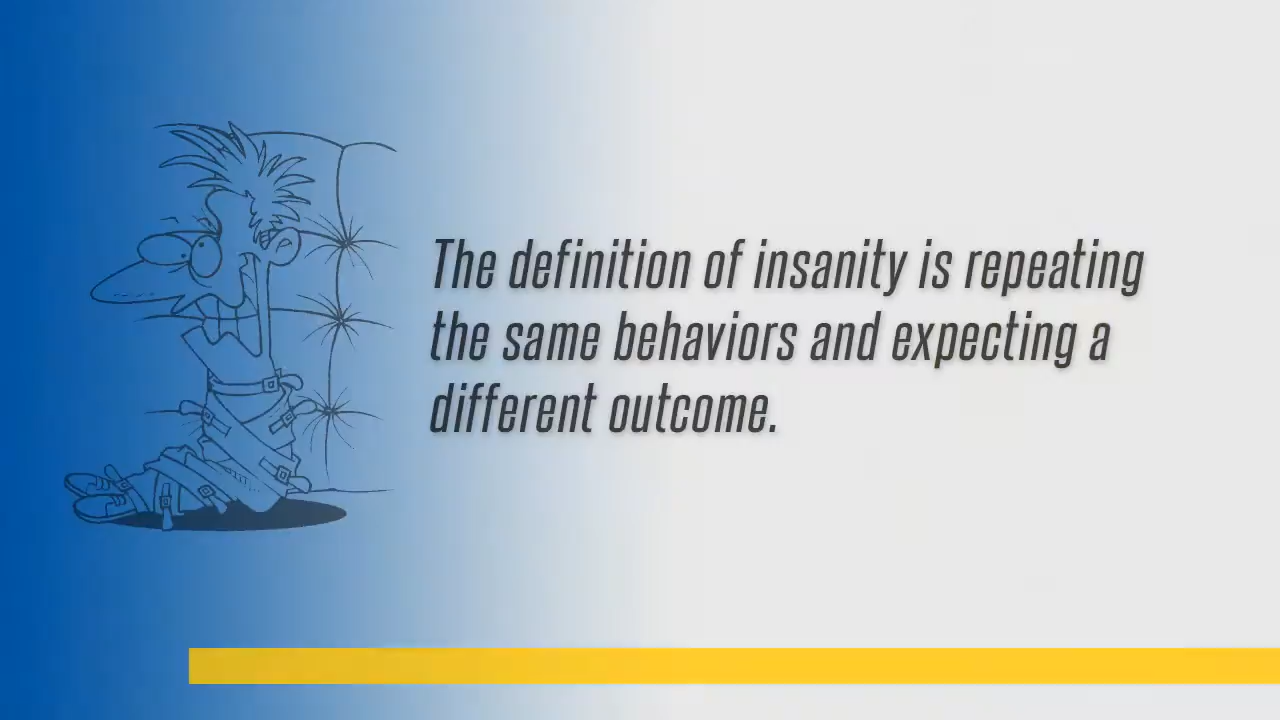 The definition of insanity is repeating
the same behaviors and expecting a
different outcome.